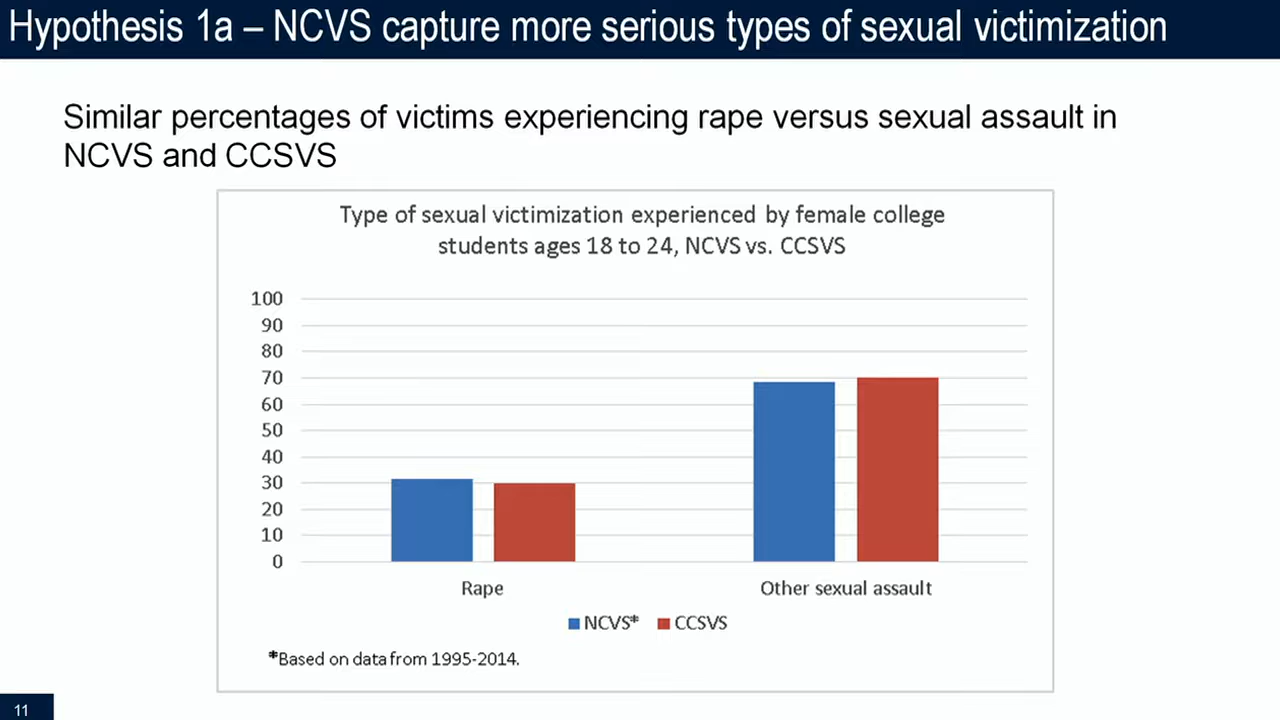 Hypothesis 1a – NCVS capture more serious types of sexual victimization
Similar percentages of victims experiencing rape versus sexual assault in
NCVS and CCSVS
Type of sexual victimization experienced by female college
students ages 18 to 24, NCVS vs. CCSVS
100
90
80
70
60
50
40
30
20
10
0
Rape
Other sexual assault
NCVS* CCSVS
*Based on data from 1995-2014.
11